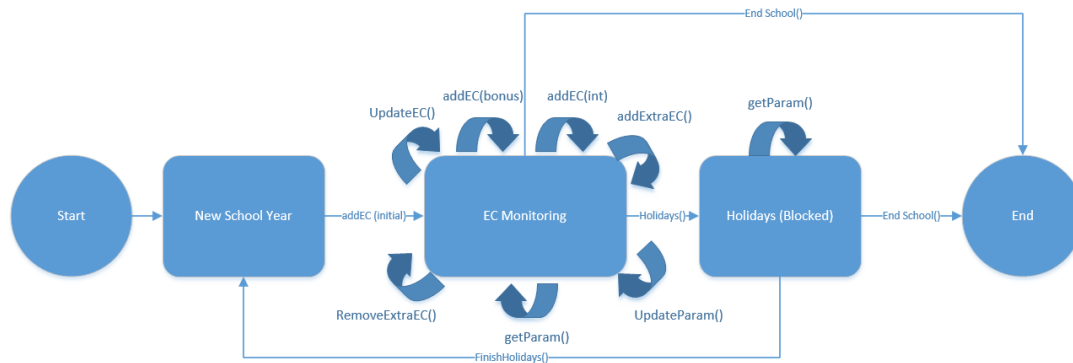 End School()
addEC(bonus)
addEC(int)
getParam()
UpdateEC()
addExtraEC()
Start
New School Year
addEC (initial)
EC Monitoring
Holidays()
Holidays (Blocked)
End School()
End
RemoveExtraEC()
UpdateParam()
getParam()
FinishHolidays()